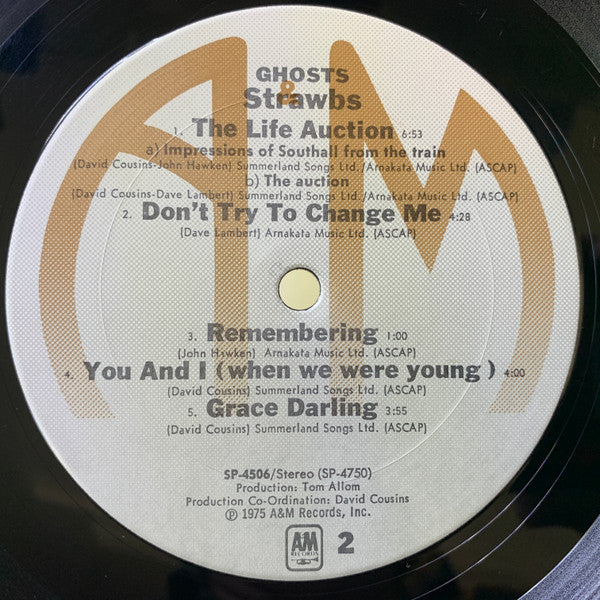 GHOSTS
Strawbs
1. The Life Auction 6:53
a) Impressions of Southall from the train
(David Cousins-John Hawken) Summerland Songs Ltd./Arnakata Music Ltd. (ASCAP)
b) The auction
(David Cousins-Dave Lambert) Summerland Songs Ltd./Arnakata Music Ltd. (ASCAP)
2. Don't Try To Change Me 4:28
(Dave Lambert) Arnakata Music Ltd. (ASCAP)
3. Remembering 1:00
(John Hawken) Arnakata Music Ltd. (ASCAP)
4. You And I (when we were young) 4:00
(David Cousins) Summerland Songs Ltd. (ASCAP)
5. Grace Darling 3:55
(David Cousins) Summerland Songs Ltd. (ASCAP)
SP-4506/Stereo (SP-4750)
Production: Tom Allom
Production Co-Ordination: David Cousins
℗ 1975 A&M Records, Inc.
A&M RECORDS 2
A&M